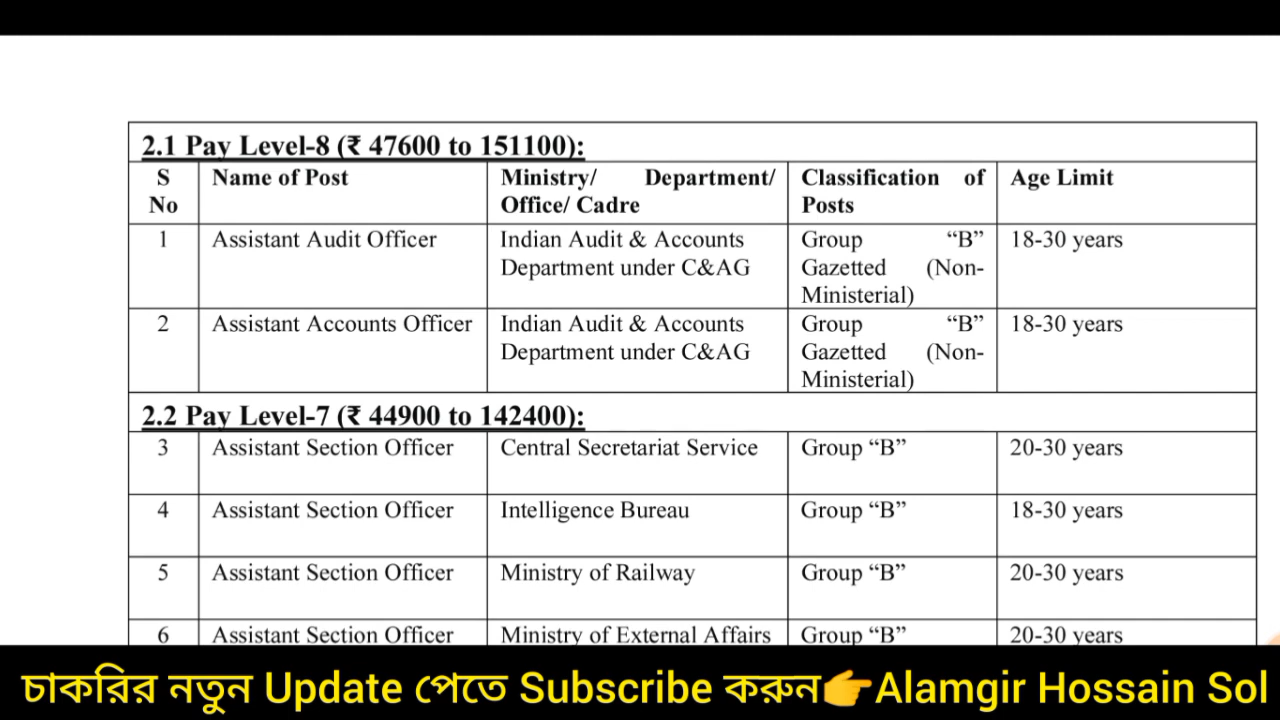 2.1 Pay Level-8 (₹ 47600 to 151100):
S No Name of Post Ministry/ Department/ Office/ Cadre Classification of Posts Age Limit
1 Assistant Audit Officer Indian Audit & Accounts Department under C&AG Group “B” Gazetted (Non-Ministerial) 18-30 years
2 Assistant Accounts Officer Indian Audit & Accounts Department under C&AG Group “B” Gazetted (Non-Ministerial) 18-30 years
2.2 Pay Level-7 (₹ 44900 to 142400):
3 Assistant Section Officer Central Secretariat Service Group “B” 20-30 years
4 Assistant Section Officer Intelligence Bureau Group “B” 18-30 years
5 Assistant Section Officer Ministry of Railway Group “B” 20-30 years
6 Assistant Section Officer Ministry of External Affairs Group “B” 20-30 years
চাকরির নতুন Update পেতে Subscribe করুন👉Alamgir Hossain Sol